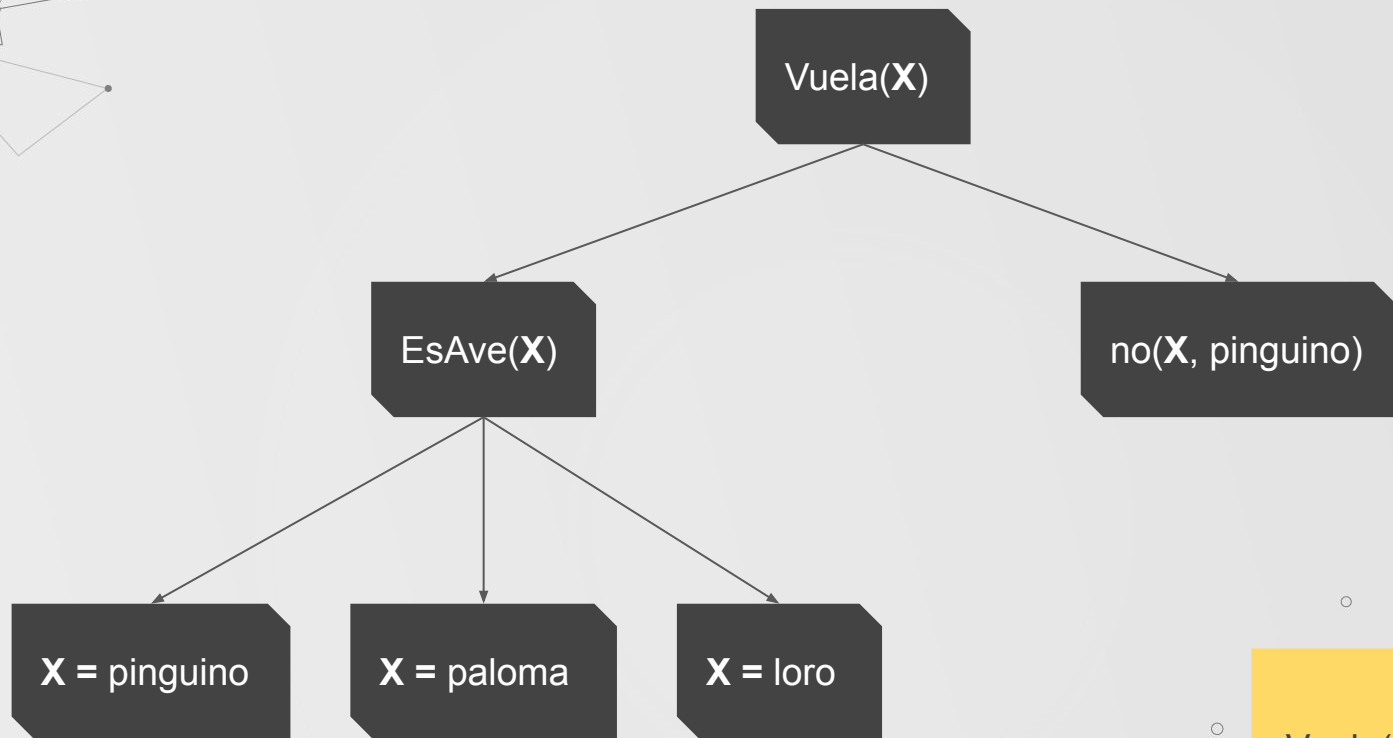 Vuela(X)
EsAve(X)
no(X, pinguino)
X = pinguino
X = paloma
X = loro